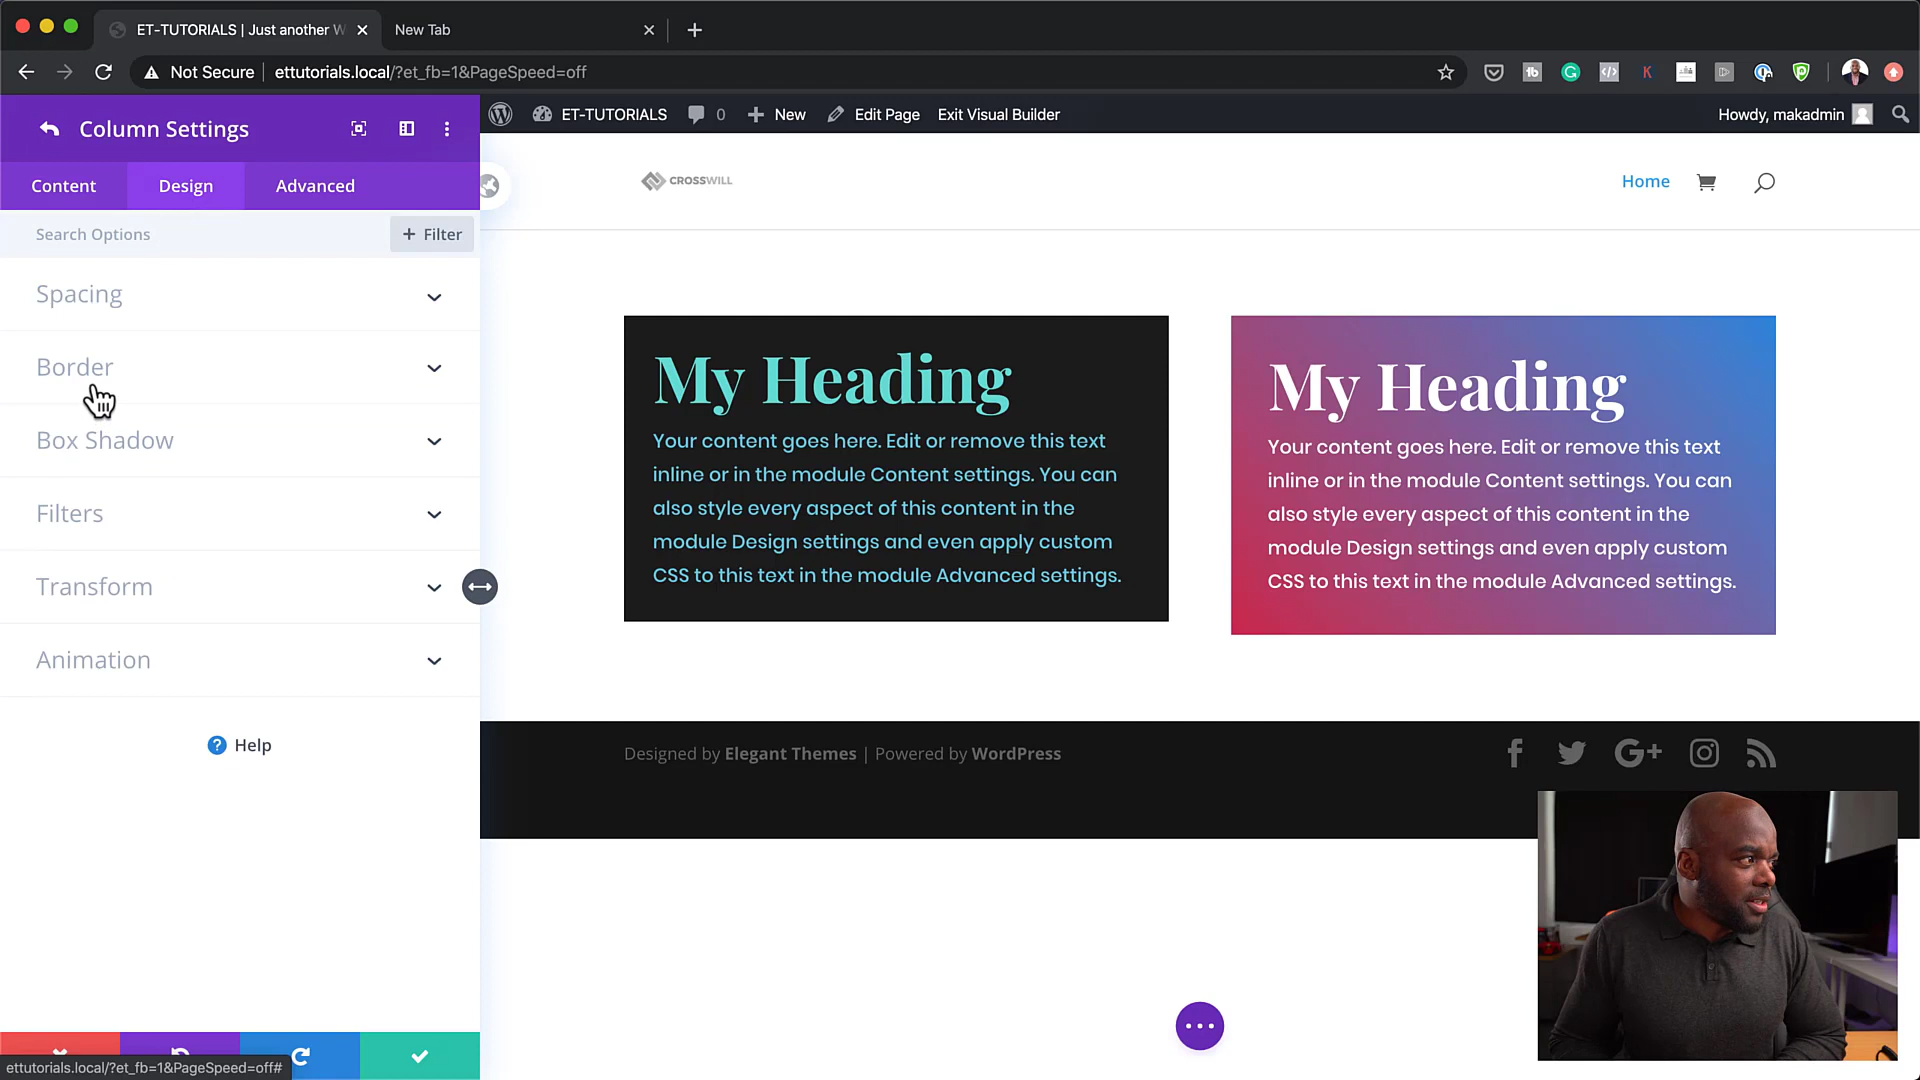 ET-TUTORIALS | Just another W
New Tab
Not Secure
ettutorials.local/?et_fb=1&PageSpeed=off
Column Settings
ET-TUTORIALS
0
New
Edit Page
Exit Visual Builder
Howdy, makadmin
Content
Design
Advanced
CROSSWILL
Home
Search Options
+ Filter
Spacing
Border
Box Shadow
Filters
Transform
Animation
Help
My Heading
Your content goes here. Edit or remove this text
inline or in the module Content settings. You can
also style every aspect of this content in the
module Design settings and even apply custom
CSS to this text in the module Advanced settings.
My Heading
Your content goes here. Edit or remove this text
inline or in the module Content settings. You can
also style every aspect of this content in the
module Design settings and even apply custom
CSS to this text in the module Advanced settings.
Designed by Elegant Themes | Powered by WordPress
ettutorials.local/?et_fb=1&PageSpeed=off#